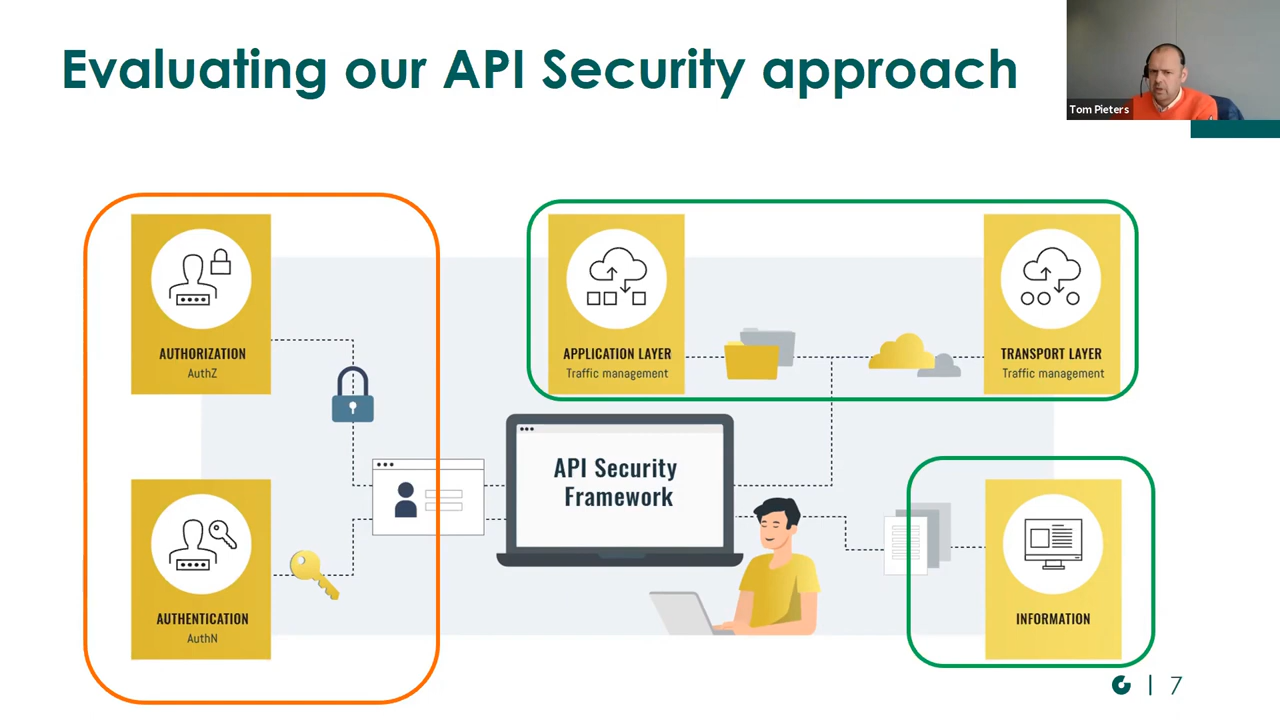 Evaluating our API Security approach
Tom Pieters
AUTHORIZATION
AuthZ
APPLICATION LAYER
Traffic management
TRANSPORT LAYER
Traffic management
API Security
Framework
AUTHENTICATION
AuthN
INFORMATION
7